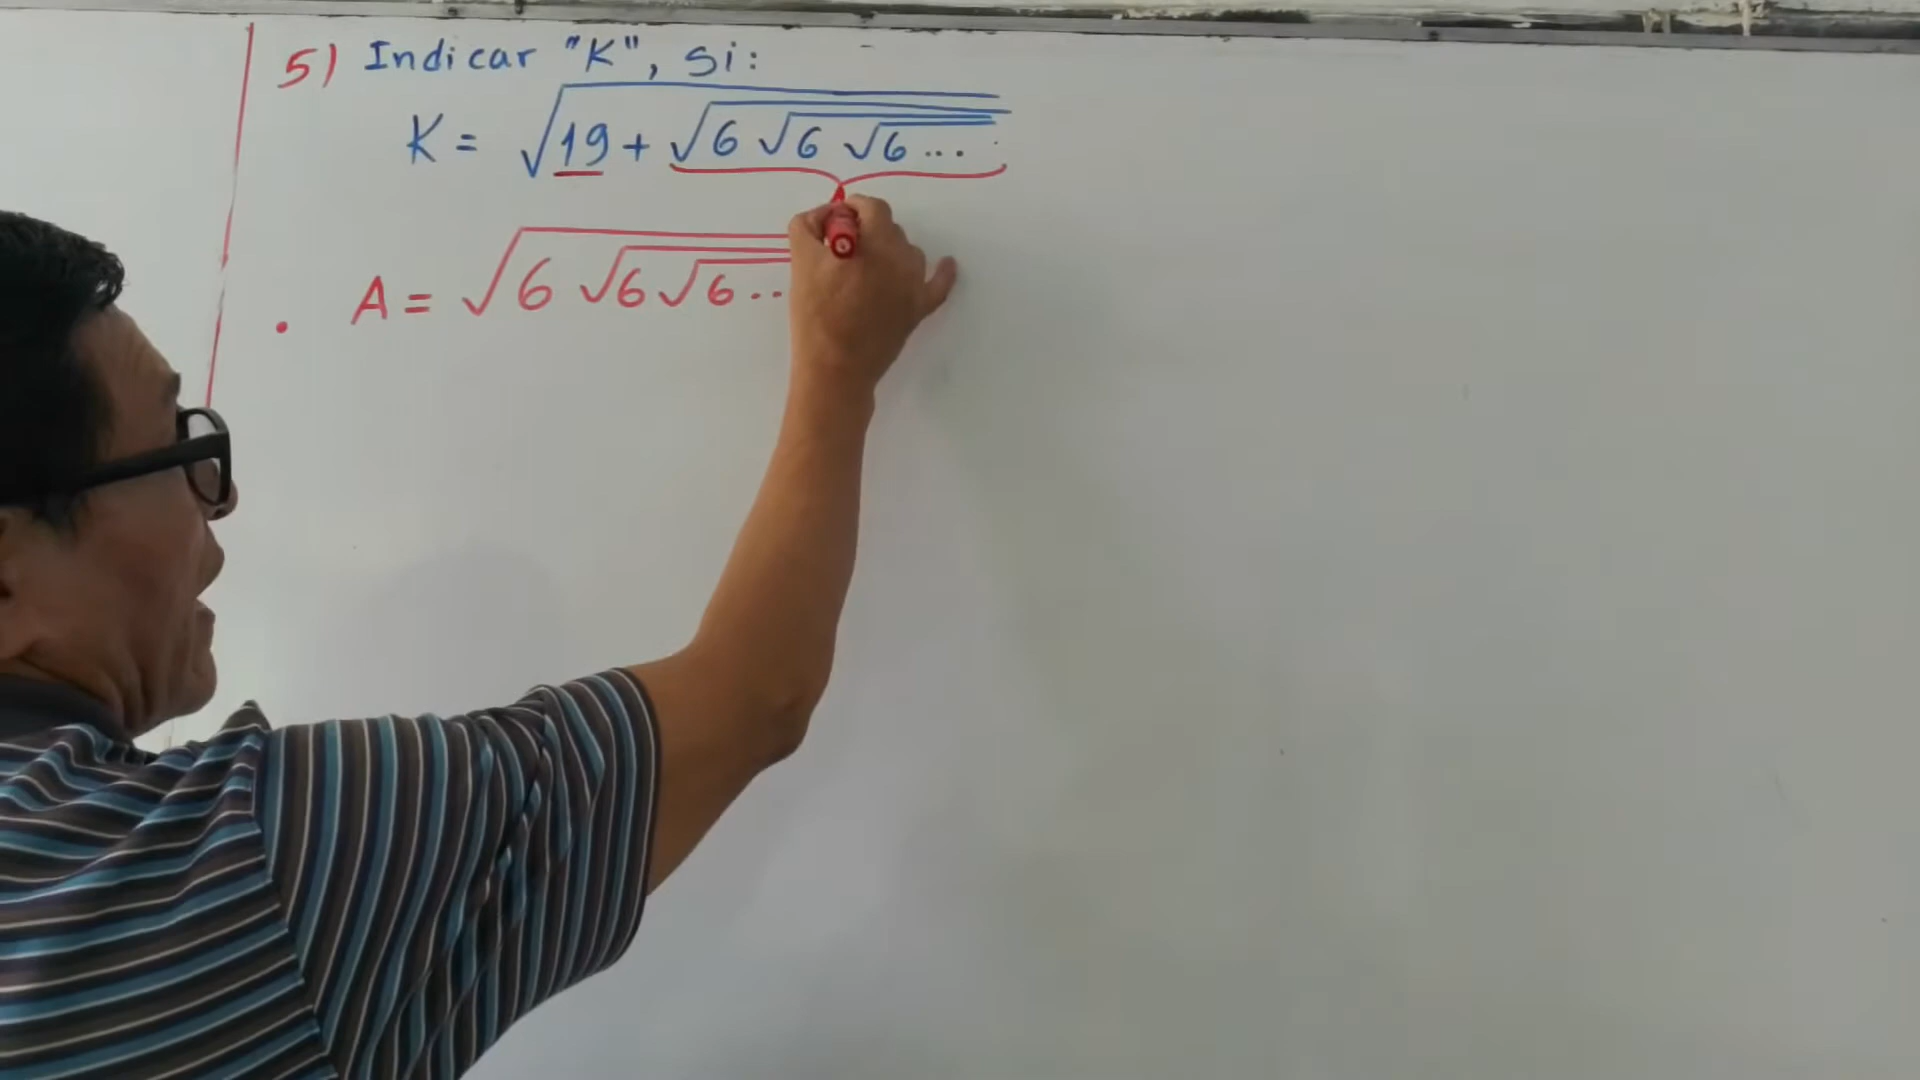 5) Indicar "K", si:
K = √19 + √6 √6 √6 ...
• A = √6 √6 √6 ..